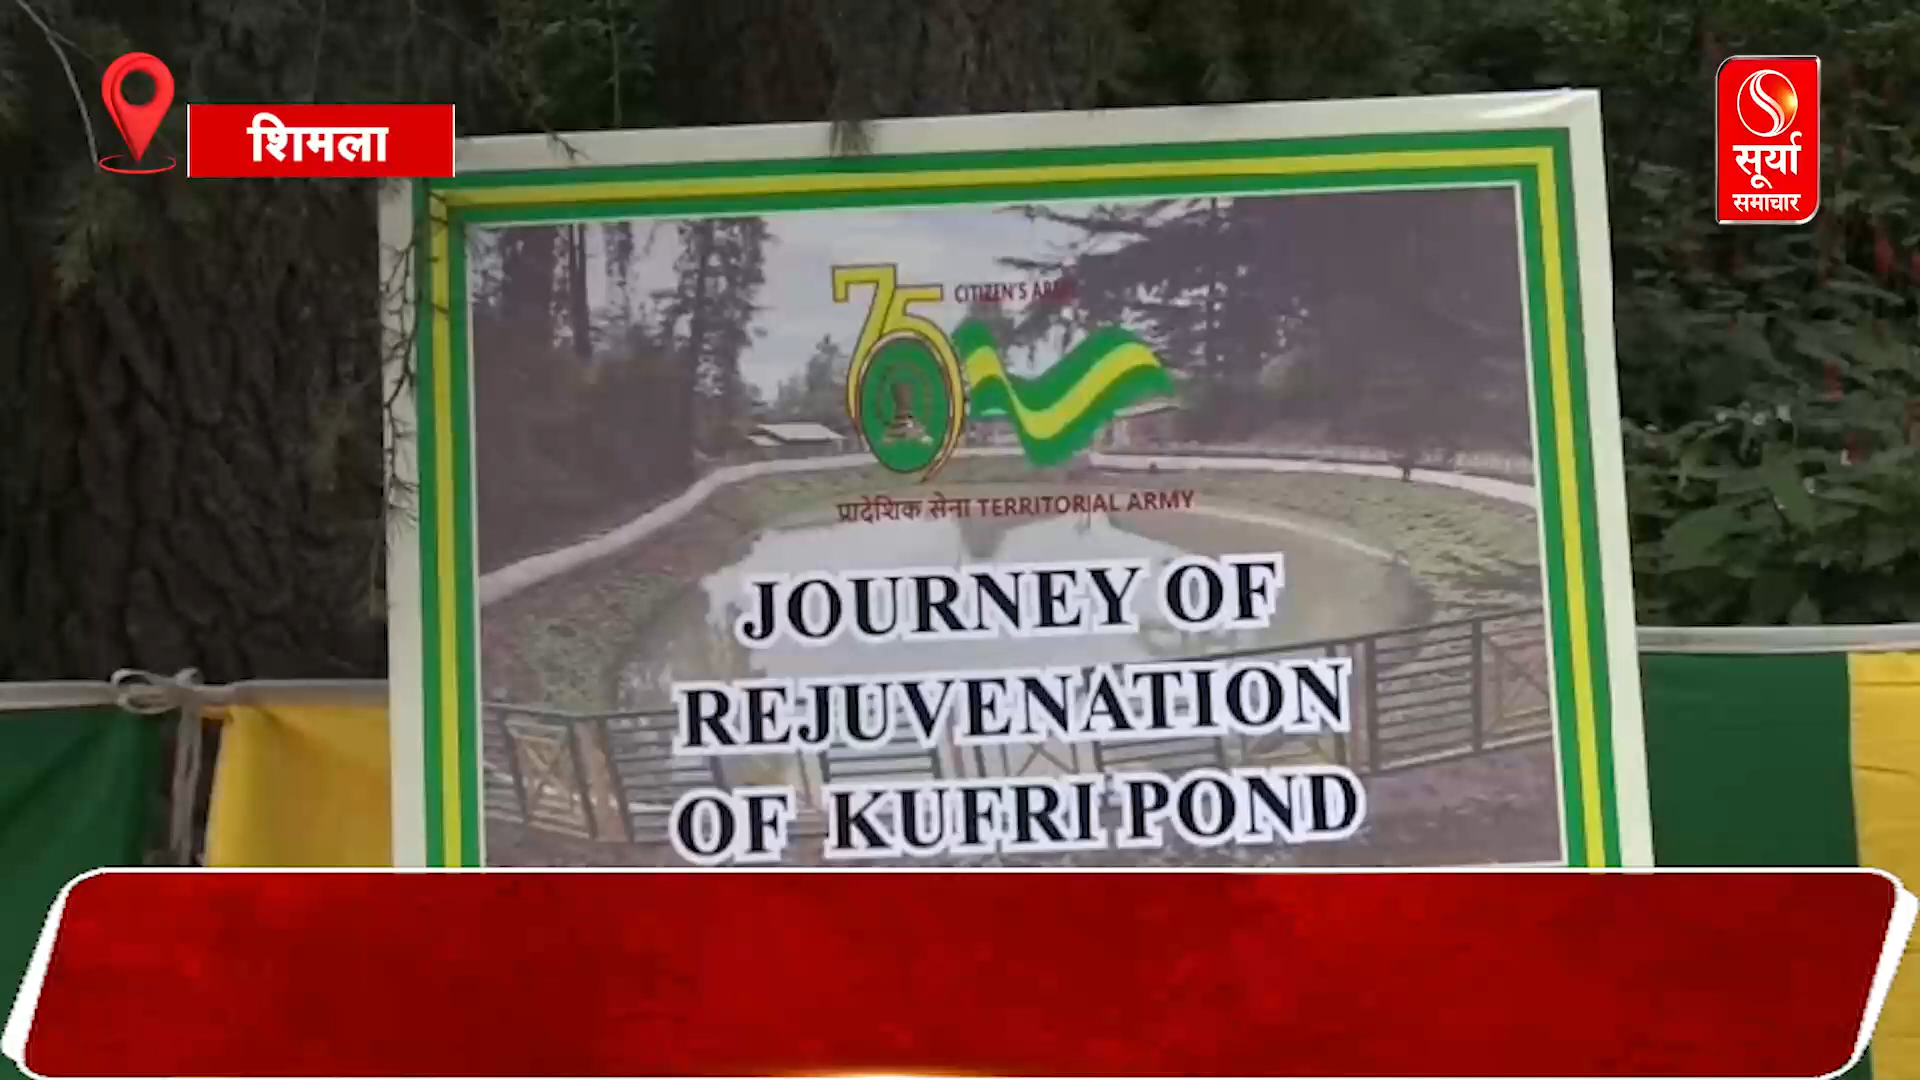 शिमला
सूर्या
समाचार
75
CITIZEN'S ARMY
प्रादेशिक सेना TERRITORIAL ARMY
JOURNEY OF
REJUVENATION
OF KUFRI POND